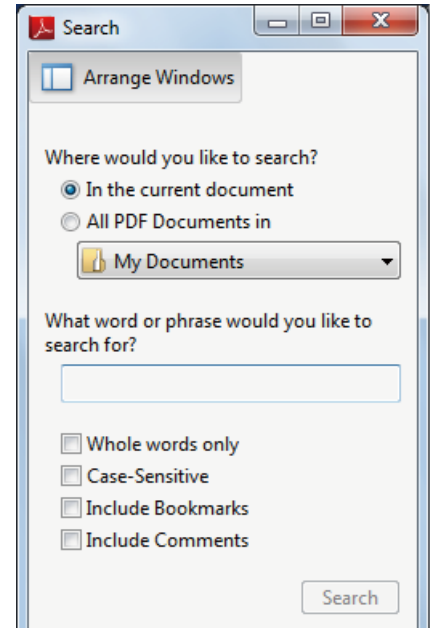 Search
Arrange Windows
Where would you like to search?
In the current document
All PDF Documents in
My Documents
What word or phrase would you like to
search for?
Whole words only
Case-Sensitive
Include Bookmarks
Include Comments
Search